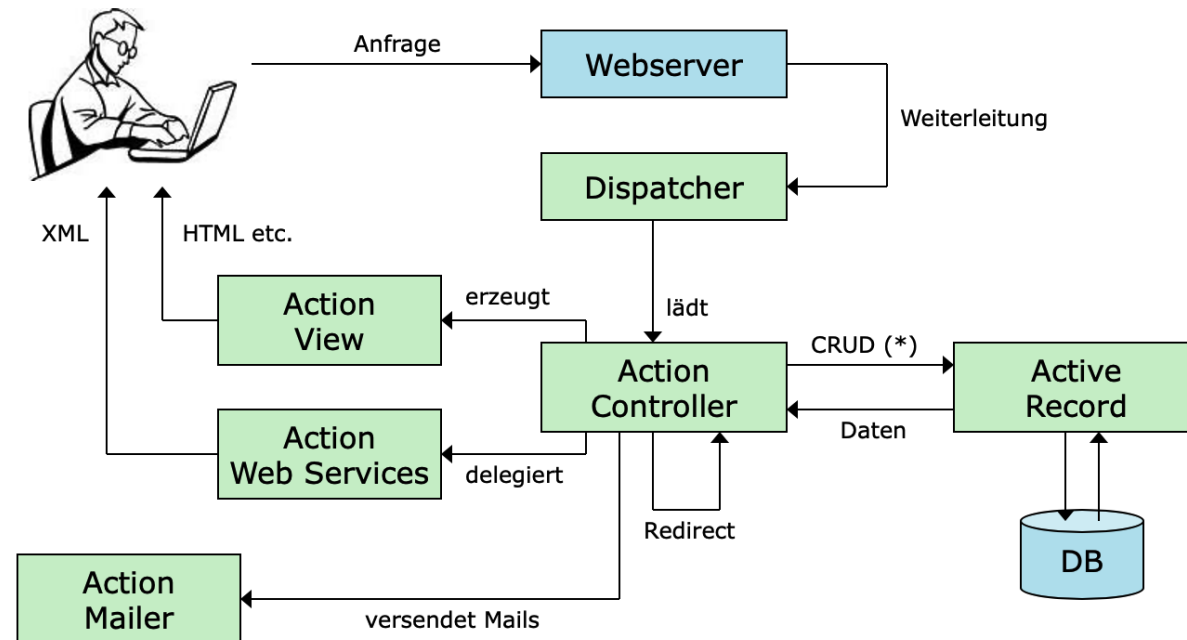 Anfrage
Webserver
Weiterleitung
Dispatcher
XML
HTML etc.
Action
View
erzeugt
lädt
Action
Controller
CRUD (*)
Daten
Active
Record
Action
Web Services
delegiert
Redirect
DB
Action
Mailer
versendet Mails